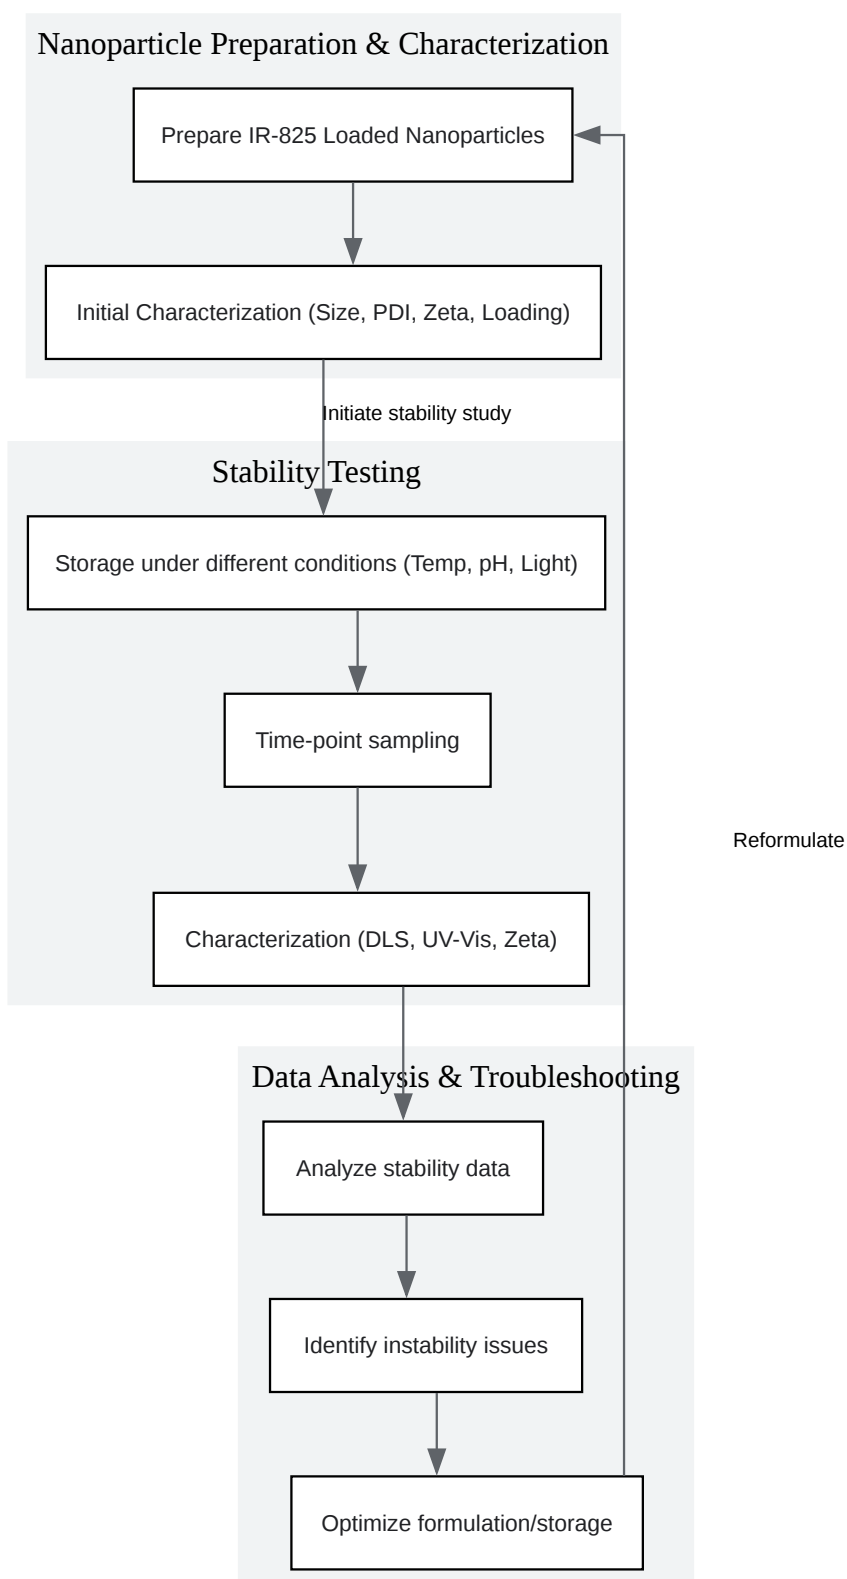 Nanoparticle Preparation & Characterization
Prepare IR-825 Loaded Nanoparticles
Initial Characterization (Size, PDI, Zeta, Loading)
Initiate stability study
Stability Testing
Storage under different conditions (Temp, pH, Light)
Time-point sampling
Reformulate
Characterization (DLS, UV-Vis, Zeta)
Data Analysis & Troubleshooting
Analyze stability data
Identify instability issues
Optimize formulation/storage